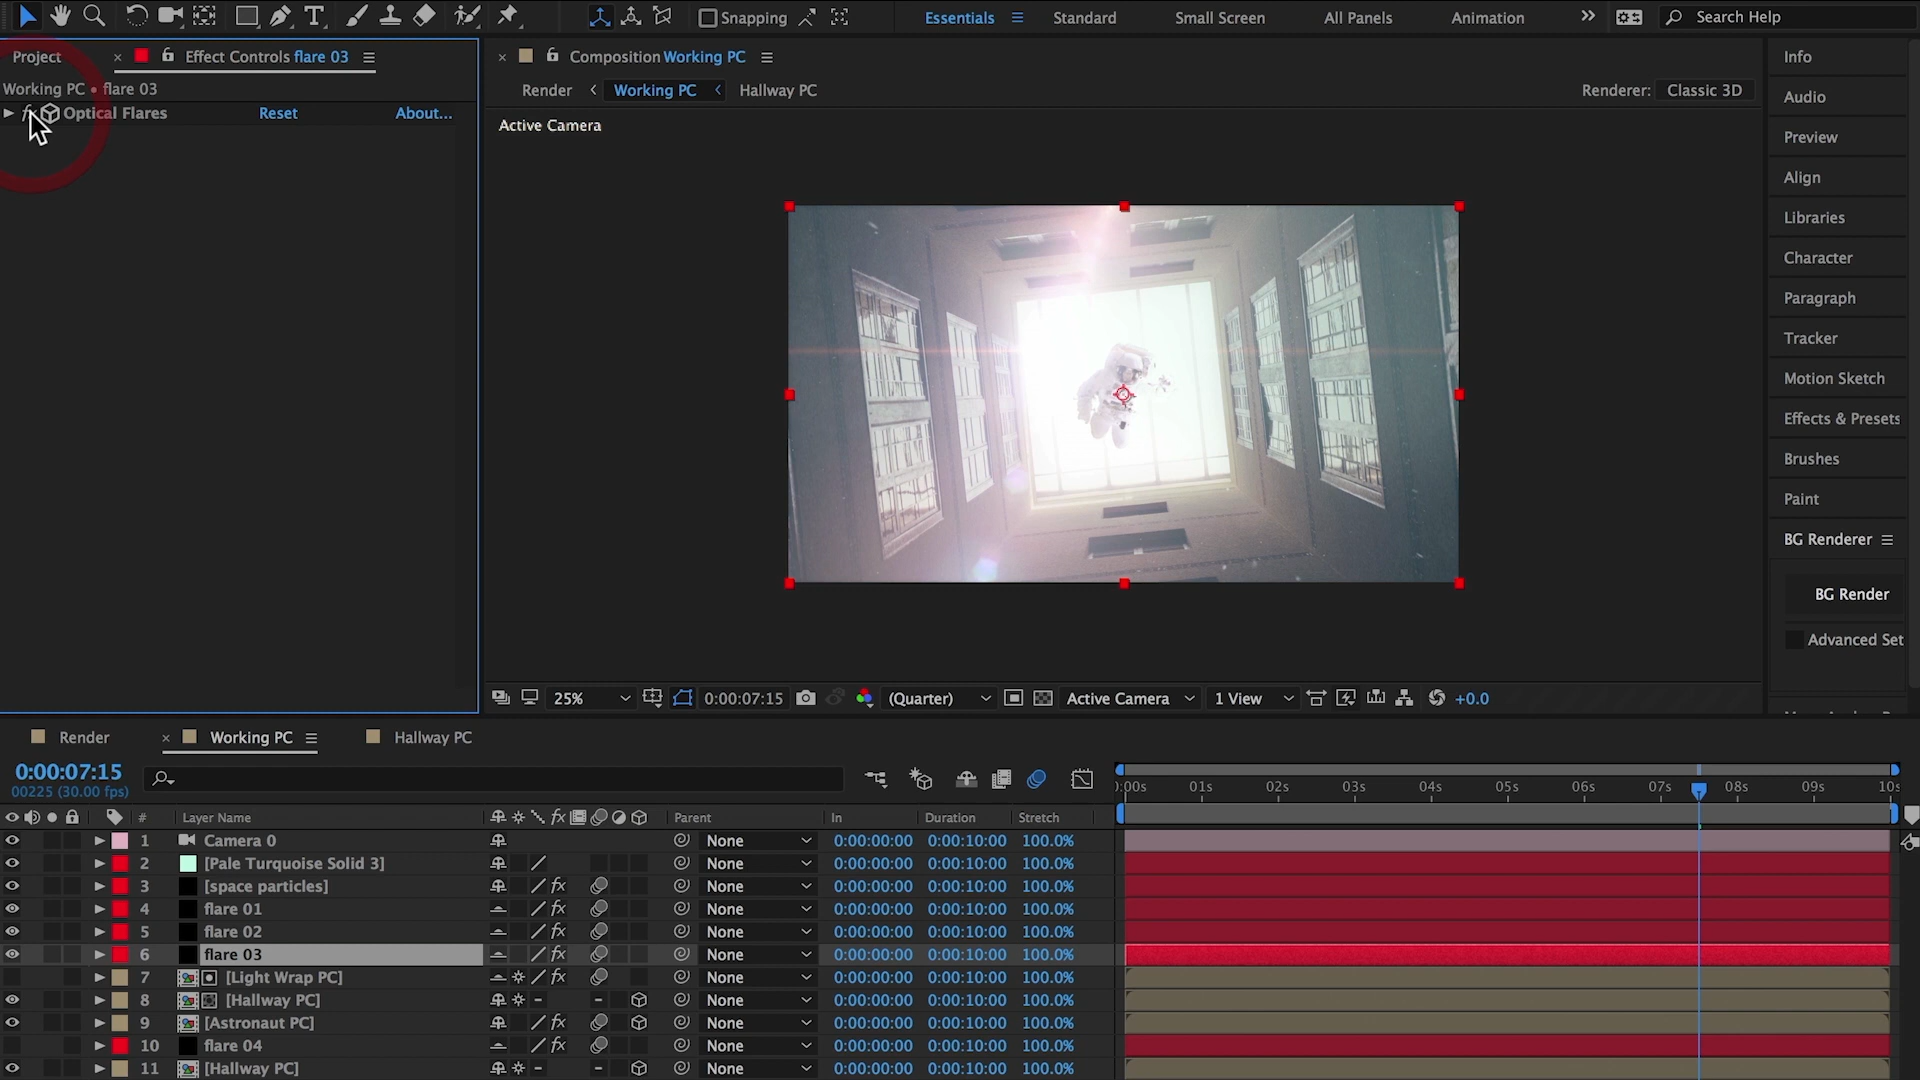 Snapping
Essentials
Standard
Small Screen
All Panels
Animation
Search Help
Project
Effect Controls flare 03
Composition Working PC
Working PC • flare 03
Render
Working PC
Hallway PC
Renderer: Classic 3D
Optical Flares
Reset
About...
Active Camera
Info
Audio
Preview
Align
Libraries
Character
Paragraph
Tracker
Motion Sketch
Effects & Presets
Brushes
Paint
BG Renderer
BG Render
Advanced Set
25%
0:00:07:15
(Quarter)
Active Camera
1 View
+0.0
Render
Working PC
Hallway PC
0:00:07:15
00225 (30.00 fps)
:00s 01s 02s 03s 04s 05s 06s 07s 08s 09s 10s
# Layer Name fx Parent In Duration Stretch
1 Camera 0 None 0:00:00:00 0:00:10:00 100.0%
2 [Pale Turquoise Solid 3] None 0:00:00:00 0:00:10:00 100.0%
3 [space particles] fx None 0:00:00:00 0:00:10:00 100.0%
4 flare 01 fx None 0:00:00:00 0:00:10:00 100.0%
5 flare 02 fx None 0:00:00:00 0:00:10:00 100.0%
6 flare 03 fx None 0:00:00:00 0:00:10:00 100.0%
7 [Light Wrap PC] fx None 0:00:00:00 0:00:10:00 100.0%
8 [Hallway PC] None 0:00:00:00 0:00:10:00 100.0%
9 [Astronaut PC] fx None 0:00:00:00 0:00:10:00 100.0%
10 flare 04 fx None 0:00:00:00 0:00:10:00 100.0%
11 [Hallway PC] None 0:00:00:00 0:00:10:00 100.0%